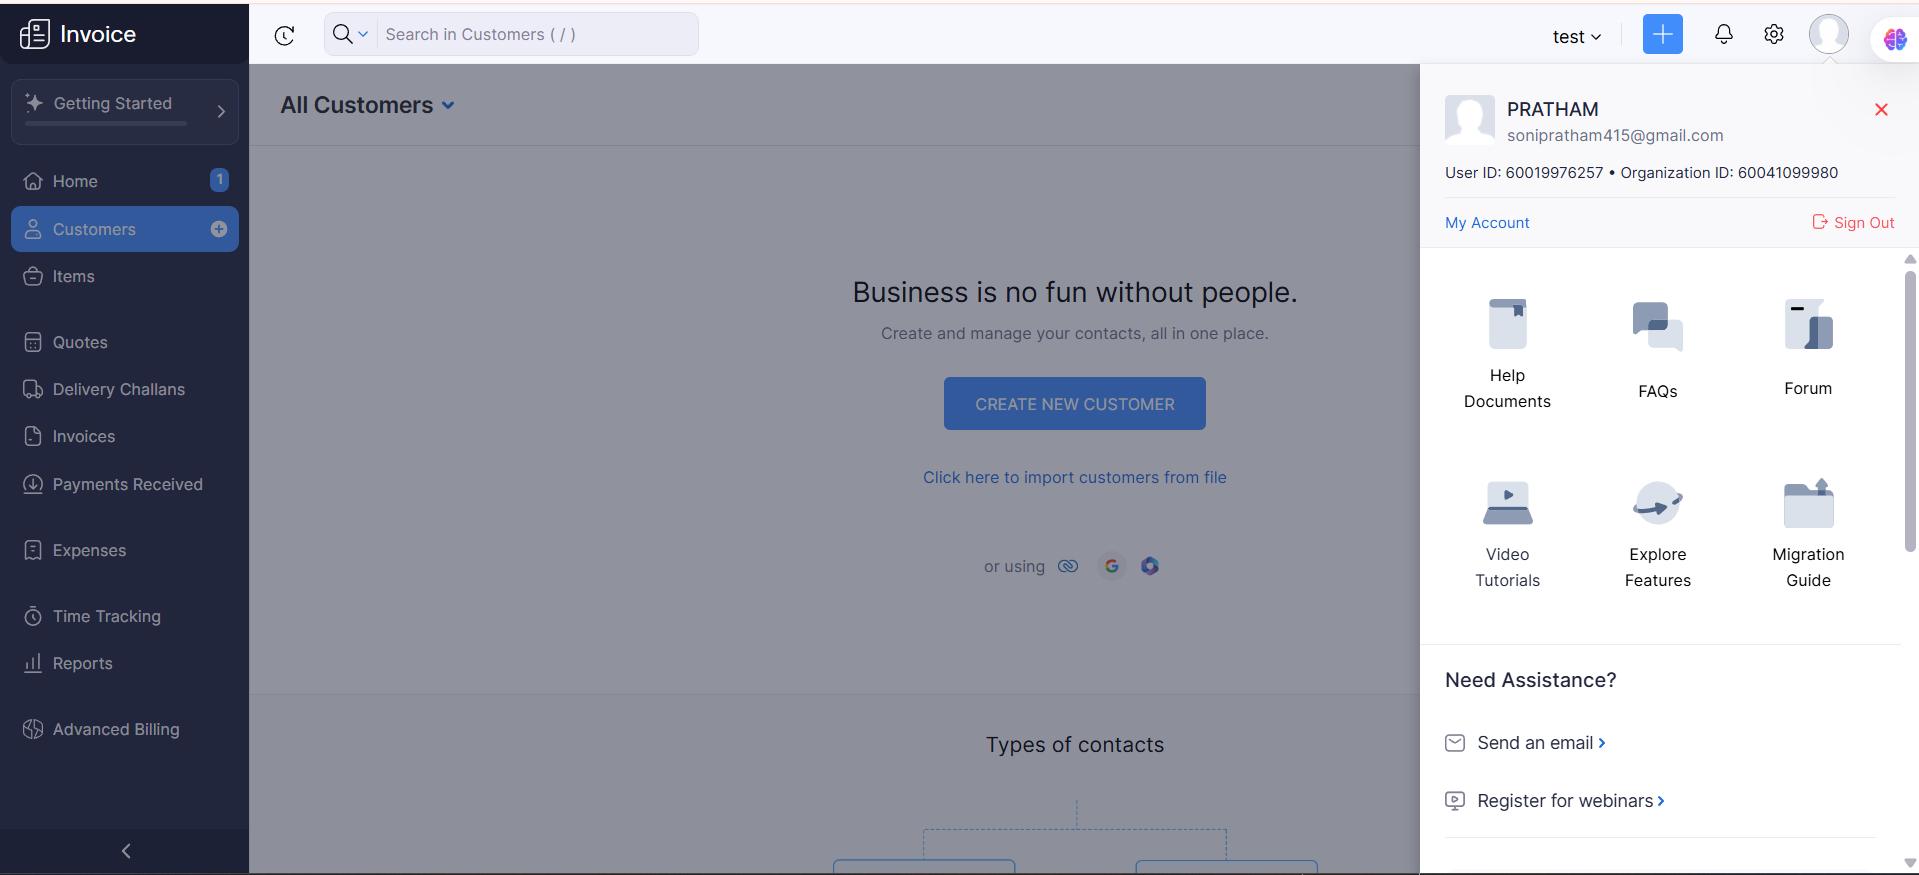 Invoice
Search in Customers ( / )
test
Getting Started
Home
1
Customers
Items
Quotes
Delivery Challans
Invoices
Payments Received
Expenses
Time Tracking
Reports
Advanced Billing
All Customers
Business is no fun without people.
Create and manage your contacts, all in one place.
CREATE NEW CUSTOMER
Click here to import customers from file
or using
Types of contacts
PRATHAM
sonipratham415@gmail.com
User ID: 60019976257 • Organization ID: 60041099980
My Account
Sign Out
Help
Documents
FAQs
Forum
Video
Tutorials
Explore
Features
Migration
Guide
Need Assistance?
Send an email
Register for webinars